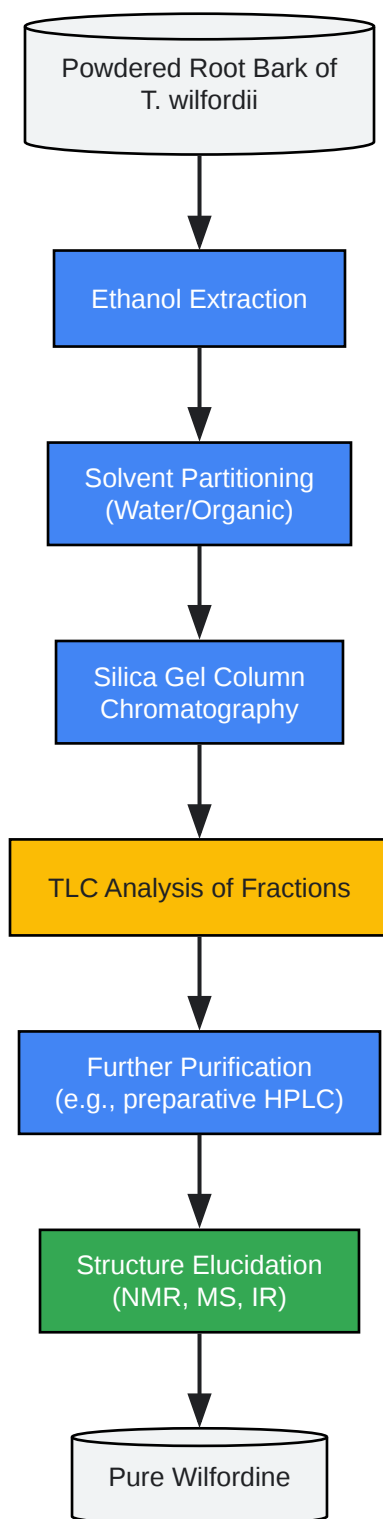 Powdered Root Bark of
T. wilfordii
Ethanol Extraction
Solvent Partitioning
(Water/Organic)
Silica Gel Column
Chromatography
TLC Analysis of Fractions
Further Purification
(e.g., preparative HPLC)
Structure Elucidation
(NMR, MS, IR)
Pure Wilfordine